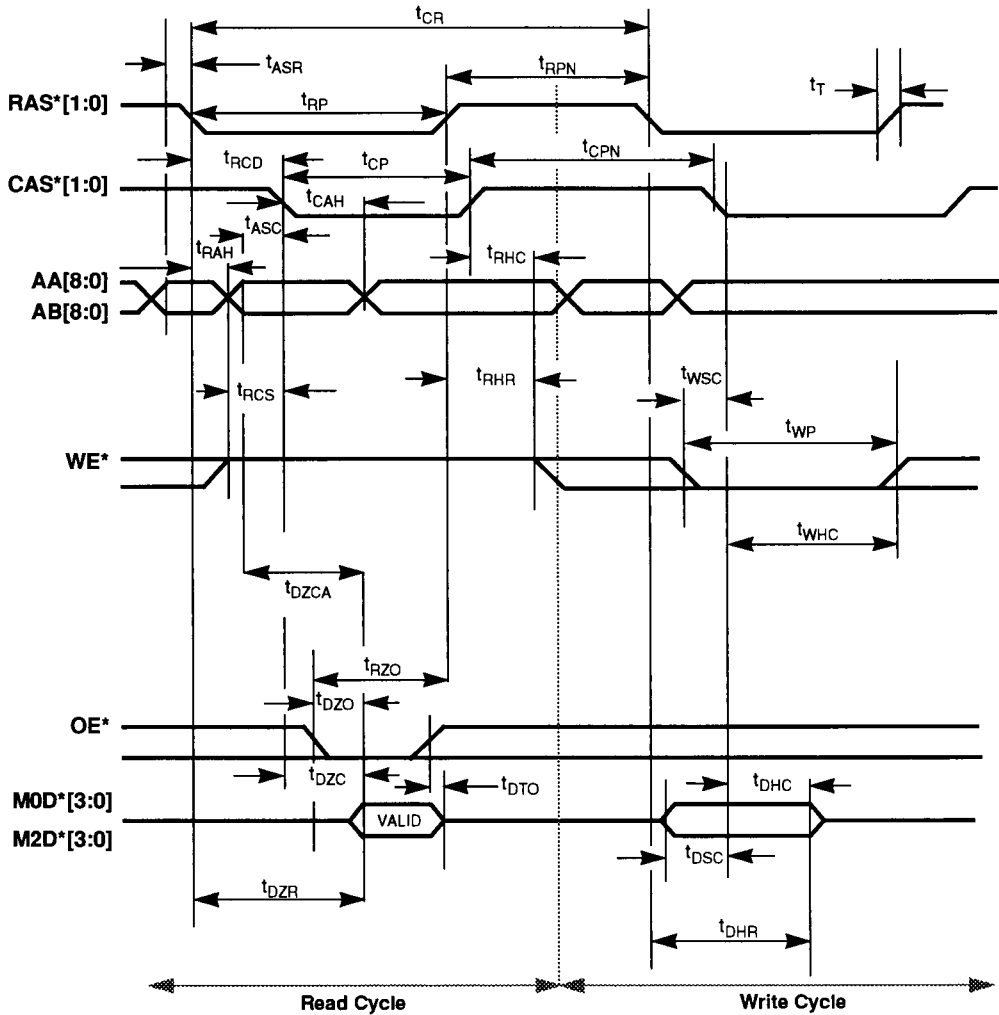 tCR
tASR
tRPN
tT
tRP
RAS*[1:0]
tRCD
tCP
tCPN
CAS*[1:0]
tCAH
tASC
tRAH
tRHC
AA[8:0]
AB[8:0]
tRCS
tRHR
tWSC
tWP
WE*
tWHC
tDZCA
tRZO
tDZO
OE*
tDZC
tDTO
tDHC
M0D*[3:0]
VALID
M2D*[3:0]
tDSC
tDZR
tDHR
Read Cycle
Write Cycle